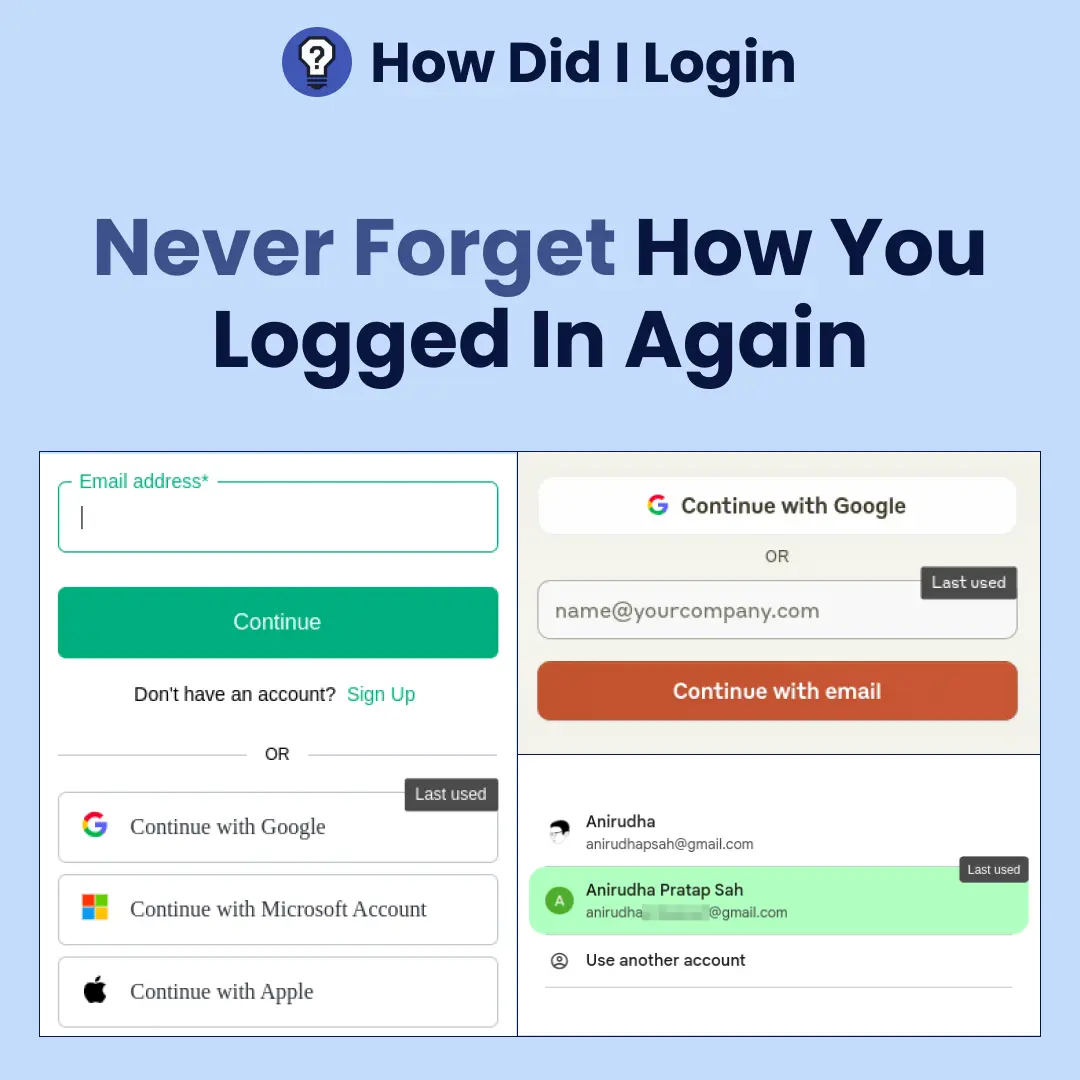 ?
How Did I Login
Never Forget How You
Logged In Again
Email address*
Continue
Don't have an account? Sign Up
OR
Last used
Continue with Google
Continue with Microsoft Account
Continue with Apple
Continue with Google
OR
Last used
name@yourcompany.com
Continue with email
Anirudha
anirudhapsah@gmail.com
Last used
A
Anirudha Pratap Sah
anirudha @gmail.com
Use another account